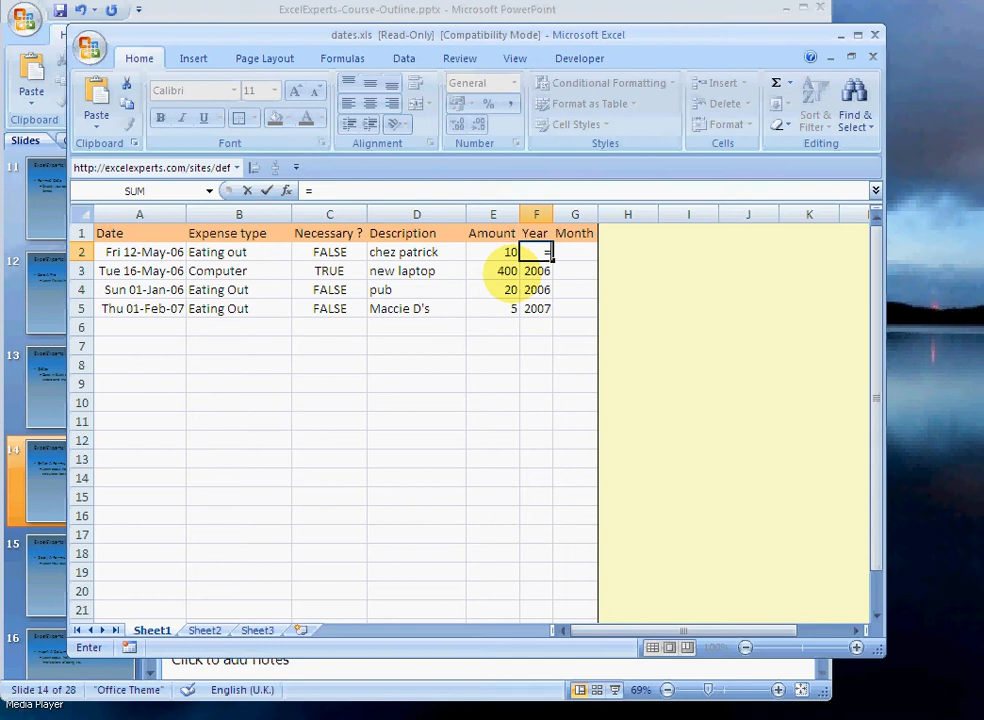 ExcelExperts-Course-Outline.pptx - Microsoft PowerPoint
dates.xls [Read-Only] [Compatibility Mode] - Microsoft Excel
Home Insert Page Layout Formulas Data Review View Developer
Paste
Clipboard
Paste
Clipboard
Calibri 11
B I U
Font
Alignment
General
% ,
Number
Conditional Formatting
Format as Table
Cell Styles
Styles
Insert
Delete
Format
Cells
Σ
Sort & Filter
Find & Select
Editing
Slides
http://excelexperts.com/sites/def
SUM fx =
A B C D E F G H I J K
1 Date Expense type Necessary ? Description Amount Year Month
2 Fri 12-May-06 Eating out FALSE chez patrick 10 =
3 Tue 16-May-06 Computer TRUE new laptop 400 2006
4 Sun 01-Jan-06 Eating Out FALSE pub 20 2006
5 Thu 01-Feb-07 Eating Out FALSE Maccie D's 5 2007
6
7
8
9
10
11
12
13
14
15
16
17
18
19
20
21
11
12
13
14
15
16
Sheet1 Sheet2 Sheet3
Enter 100%
Click to add notes
Slide 14 of 28 "Office Theme" English (U.K.) 69%
Media Player